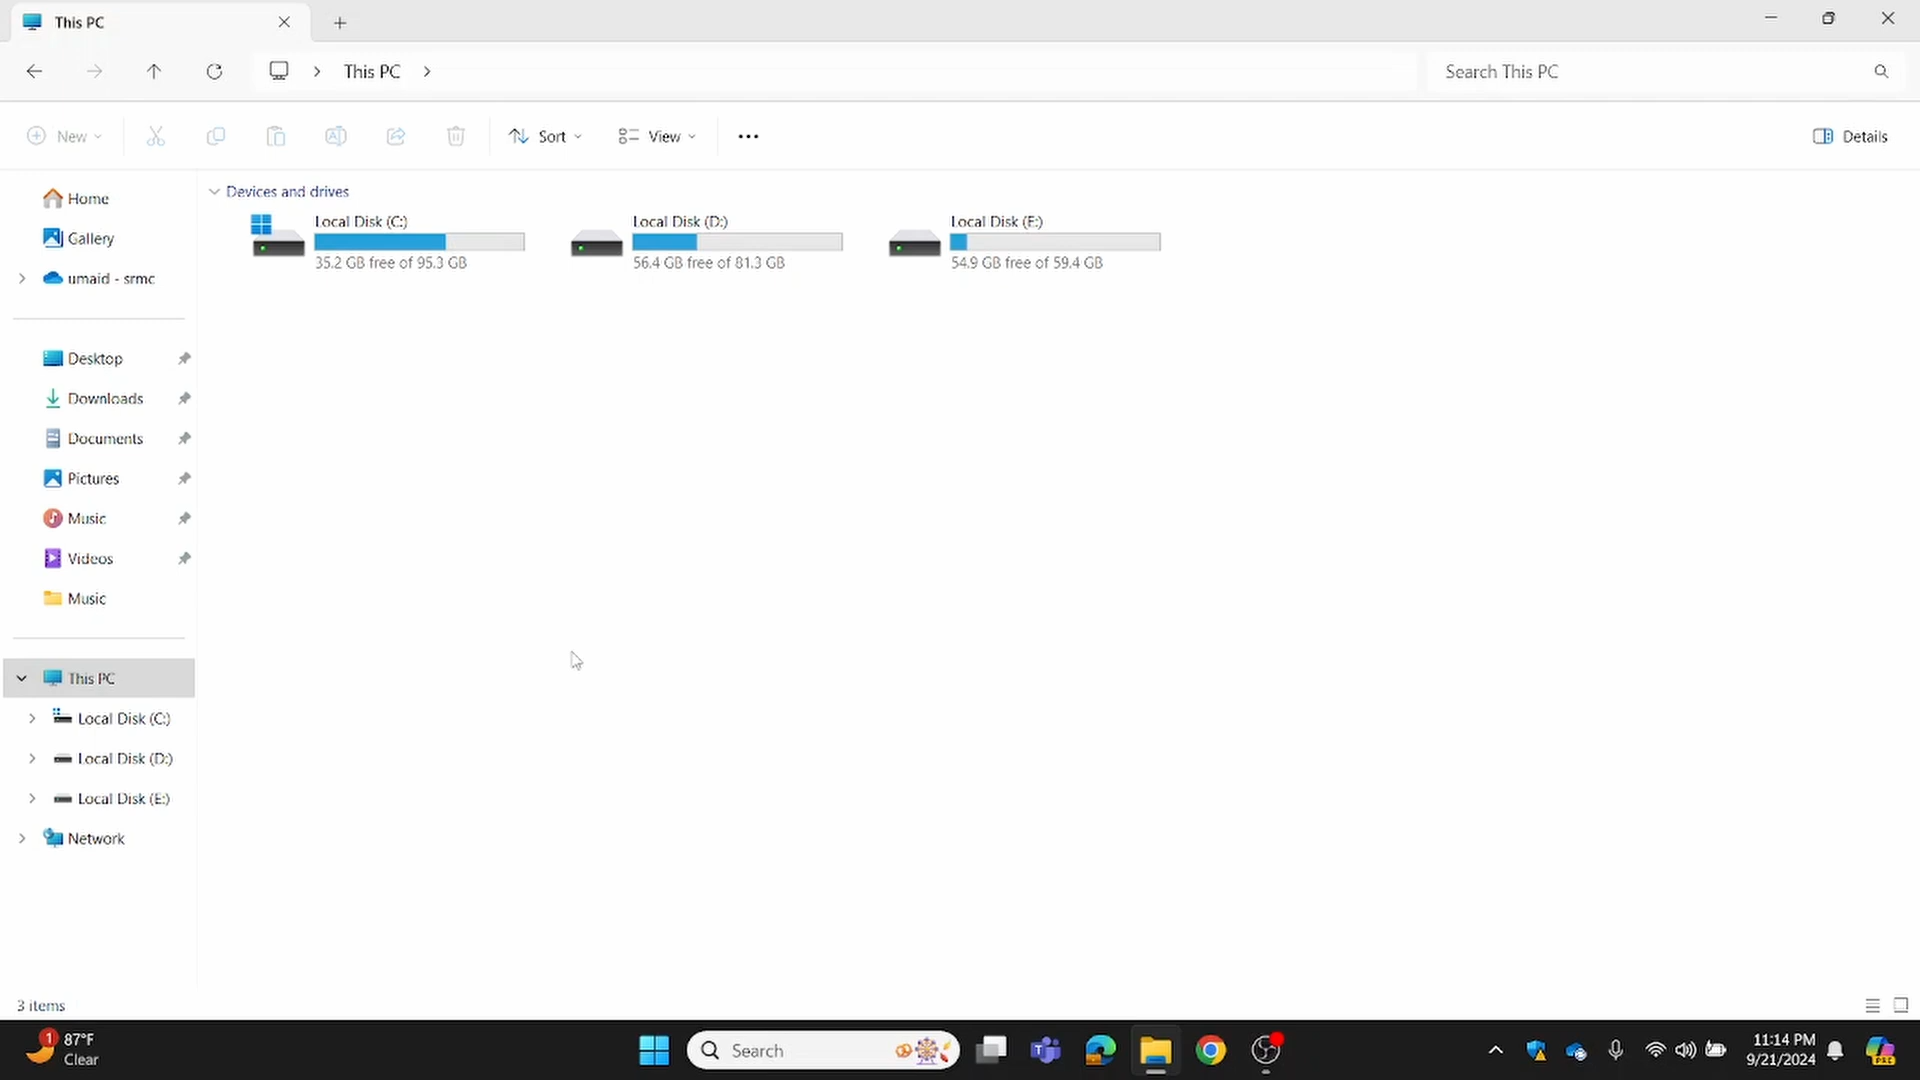 This PC
This PC
Search This PC
New
Sort
View
Details
Home
Gallery
umaid - srmc
Desktop
Downloads
Documents
Pictures
Music
Videos
Music
This PC
Local Disk (C:)
Local Disk (D:)
Local Disk (E:)
Network
Devices and drives
Local Disk (C:)
35.2 GB free of 95.3 GB
Local Disk (D:)
56.4 GB free of 81.3 GB
Local Disk (E:)
54.9 GB free of 59.4 GB
3 items
1
87°F
Clear
Search
11:14 PM
9/21/2024
PRE